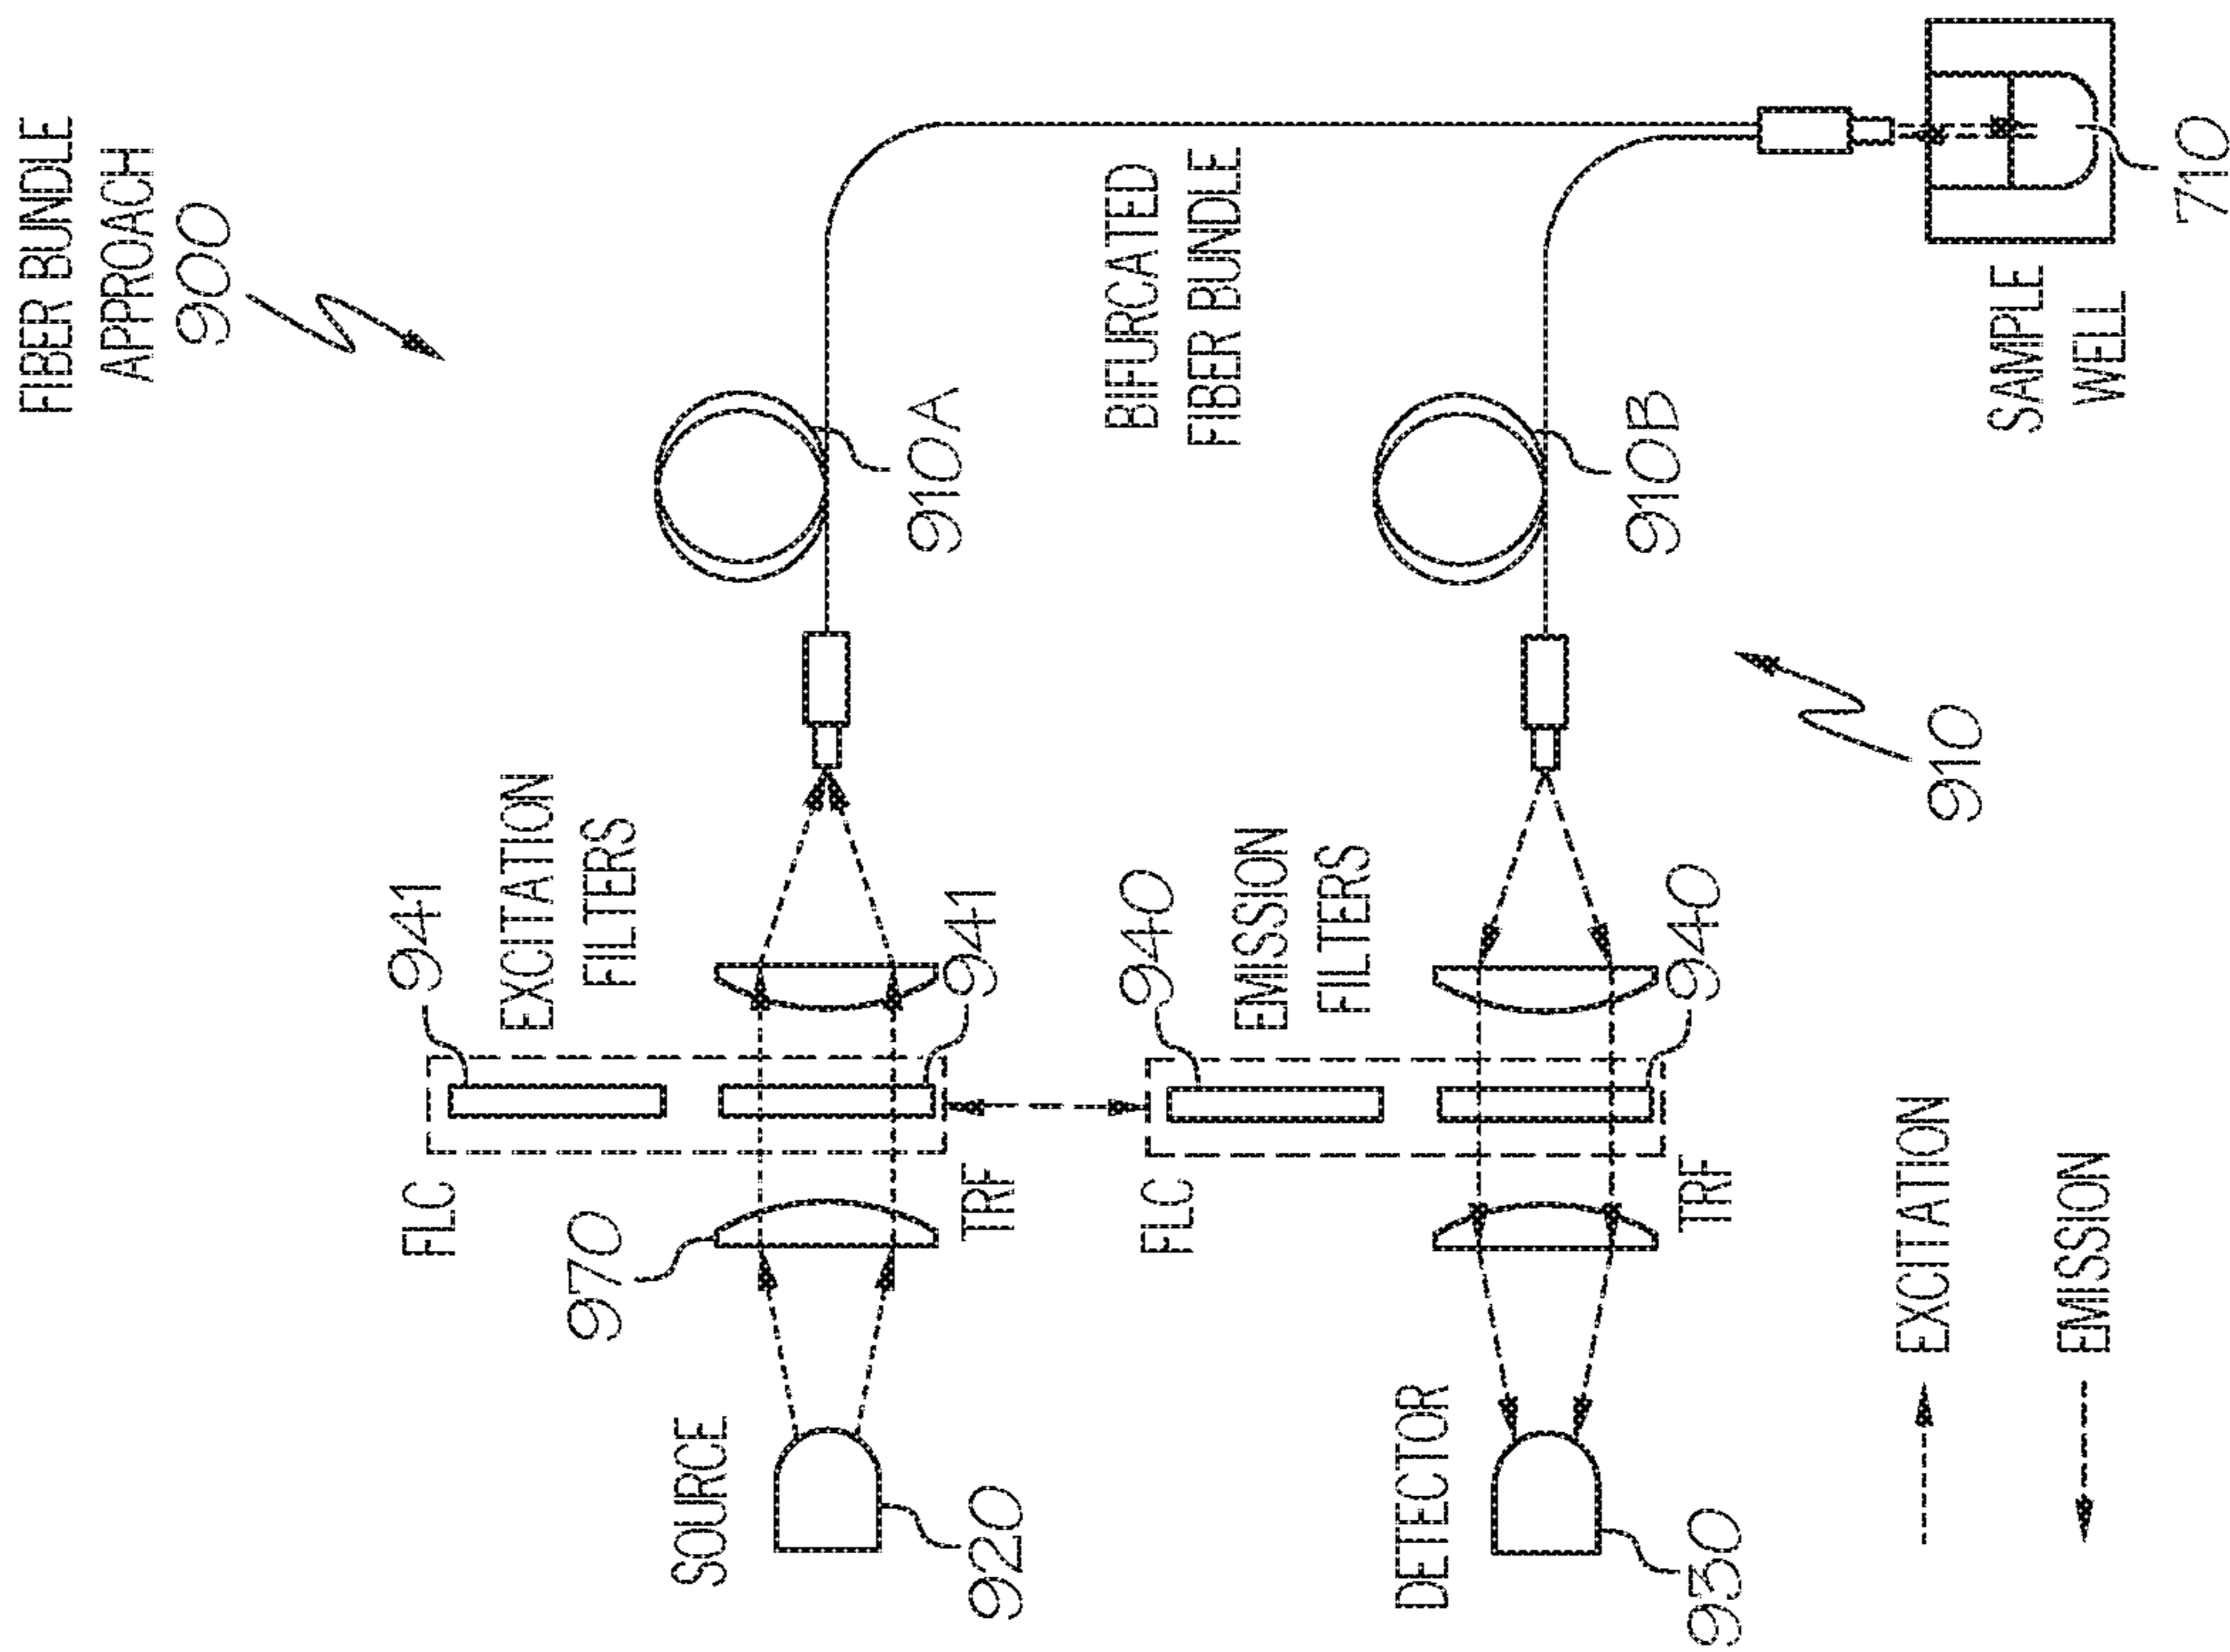 FIBER BUNDLE
APPROACH
900
941
EXCITATION
FILTERS
FLC
970
941
TRF
SOURCE
920
910A
BIFURCATED
FIBER BUNDLE
940
EMISSION
FILTERS
FLC
940
TRF
DETECTOR
930
910B
910
SAMPLE
WELL
710
EXCITATION
EMISSION